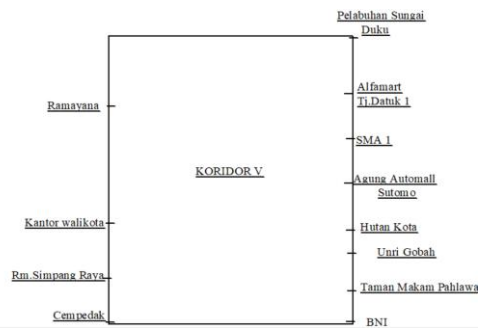 Pelabuhan Sungai
Duku
Alfamart
Tj.Datuk 1
Ramayana
SMA 1
KORIDOR V
Agung Automall
Sutomo
Kantor walikota
Hutan Kota
Unri Gobah
Rm.Simpang Raya
Taman Makam Pahlawa
Cempedak
BNI